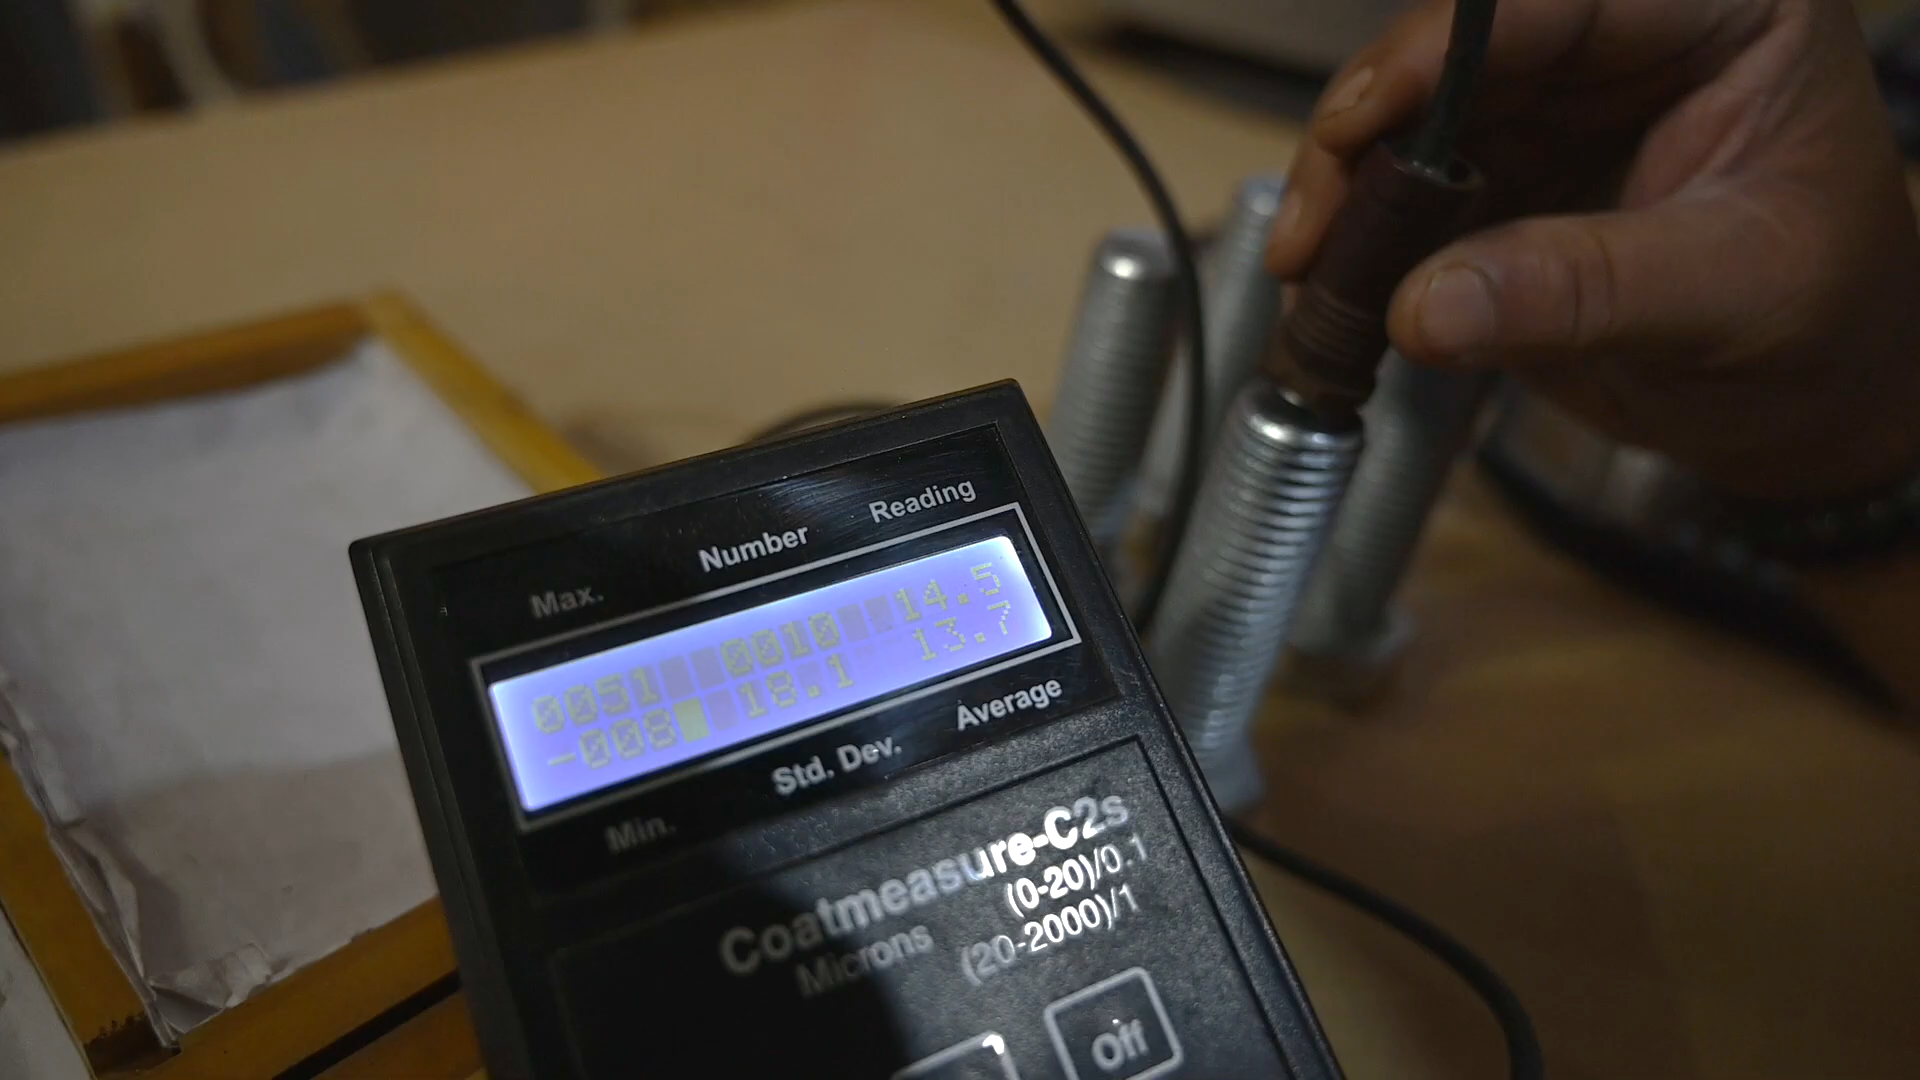 Max. Number Reading
0051 0010 14.5
-008 18.1 13.7
Min. Std. Dev. Average
Coatmeasure-C2s
Microns (0-20)/0.1
(20-2000)/1
Off